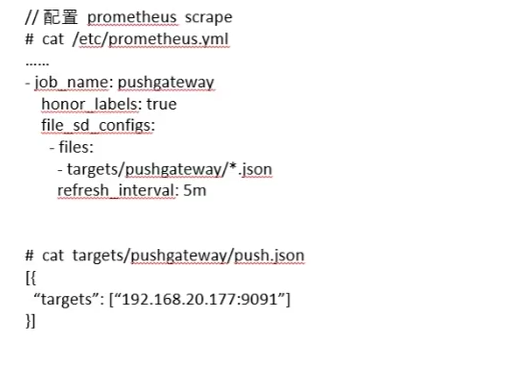 // 配置 prometheus scrape
# cat /etc/prometheus.yml
……
- job_name: pushgateway
honor_labels: true
file_sd_configs:
- files:
- targets/pushgateway/*.json
refresh_interval: 5m
# cat targets/pushgateway/push.json
[{
“targets”: [“192.168.20.177:9091”]
}]